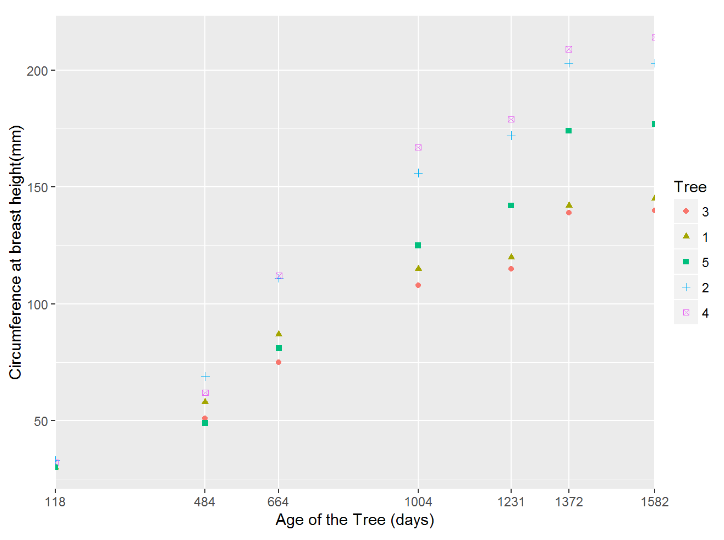 Circumference at breast height(mm)
200
150
100
50
118 484 664 1004 1231 1372 1582
Age of the Tree (days)
Tree
3
1
5
2
4